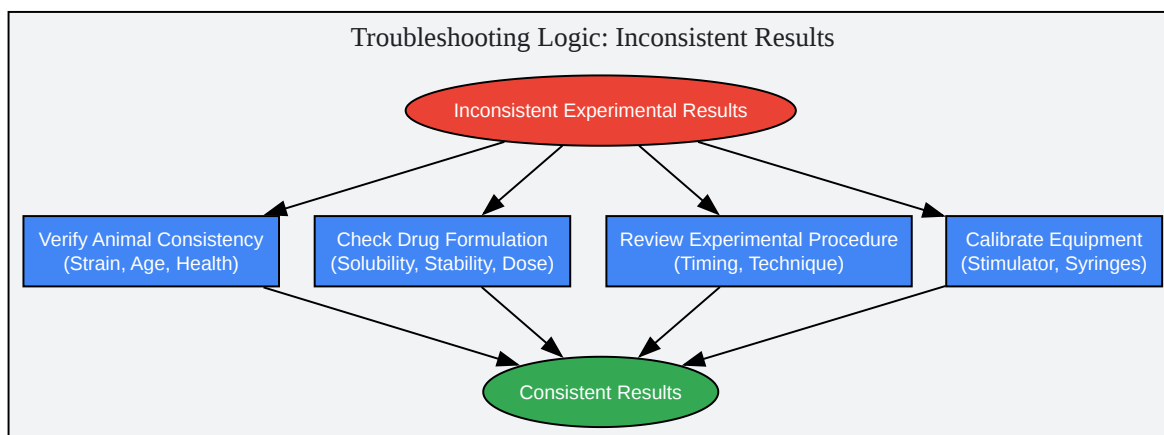 Troubleshooting Logic: Inconsistent Results
Inconsistent Experimental Results
Verify Animal Consistency
(Strain, Age, Health)
Check Drug Formulation
(Solubility, Stability, Dose)
Review Experimental Procedure
(Timing, Technique)
Calibrate Equipment
(Stimulator, Syringes)
Consistent Results